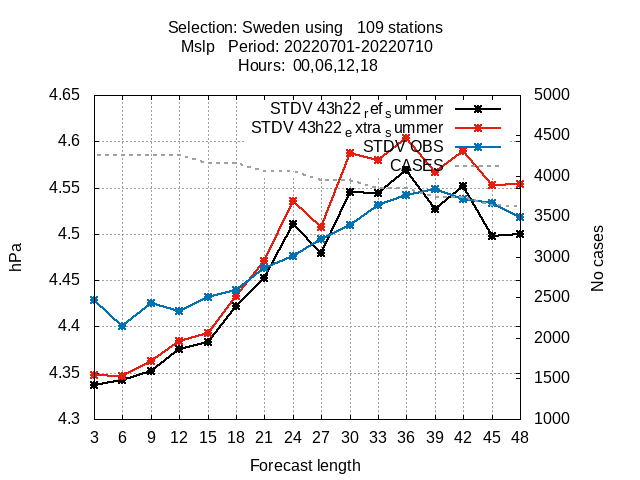 Selection: Sweden using 109 stations
Mslp Period: 20220701-20220710
Hours: 00,06,12,18
4.65
4.6
4.55
4.5
4.45
4.4
4.35
4.3
hPa
STDV 43h22refsummer
STDV 43h22extrasummer
STDV OBS
CASES
5000
4500
4000
3500
3000
2500
2000
1500
1000
No cases
3 6 9 12 15 18 21 24 27 30 33 36 39 42 45 48
Forecast length